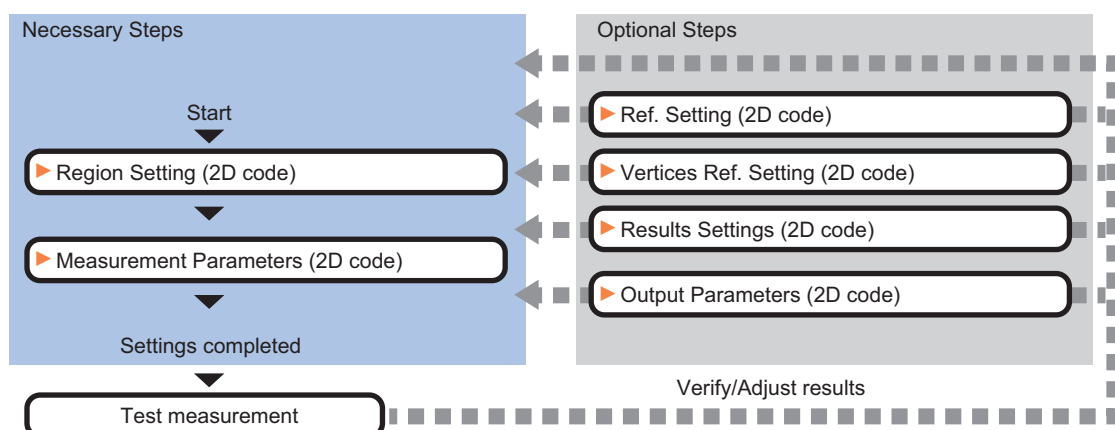 Necessary Steps
Start
Region Setting (2D code)
Measurement Parameters (2D code)
Settings completed
Test measurement
Optional Steps
Ref. Setting (2D code)
Vertices Ref. Setting (2D code)
Results Settings (2D code)
Output Parameters (2D code)
Verify/Adjust results